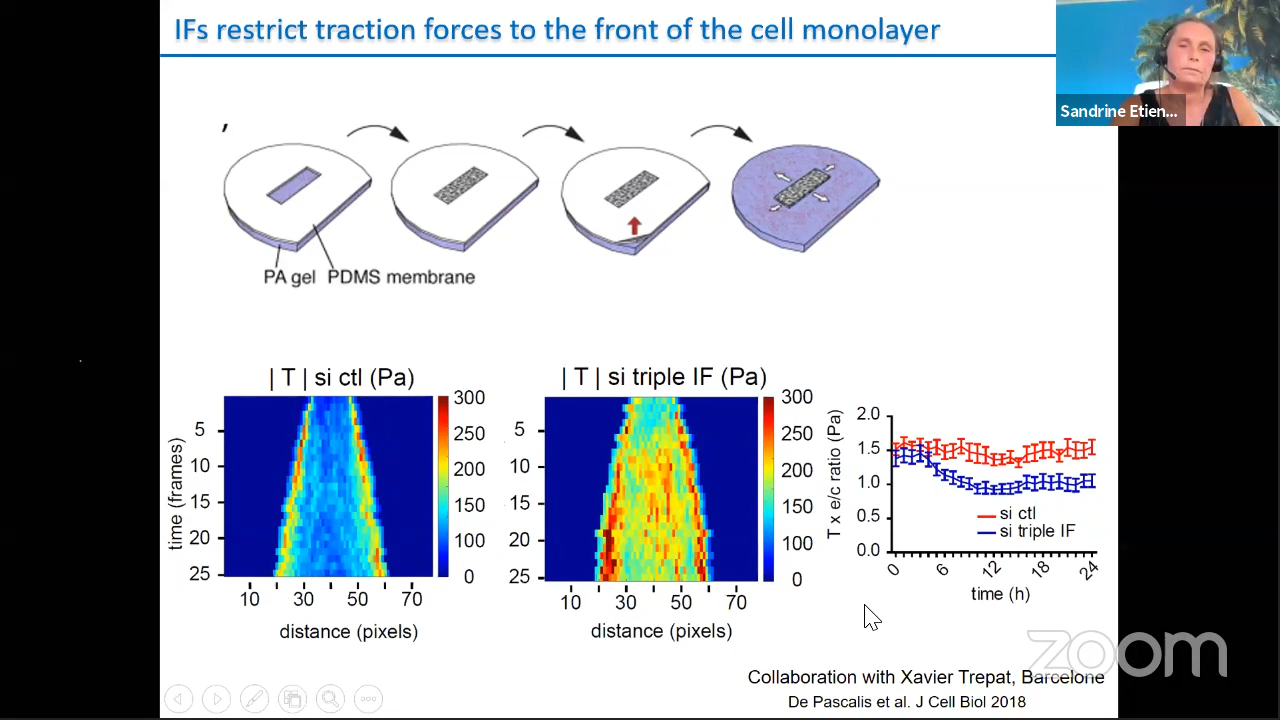 IFs restrict traction forces to the front of the cell monolayer
Sandrine Etien...
,
PA gel PDMS membrane
| T | si ctl (Pa)
300
250
200
150
100
0
5
10
15
20
25
time (frames)
10 30 50 70
distance (pixels)
| T | si triple IF (Pa)
300
250
200
150
100
0
5
10
15
20
25
10 30 50 70
distance (pixels)
T x e/c ratio (Pa)
2.0
1.5
1.0
0.5
0.0
si ctl
si triple IF
0 6 12 18 24
time (h)
zoom
Collaboration with Xavier Trepat, Barcelone
De Pascalis et al. J Cell Biol 2018